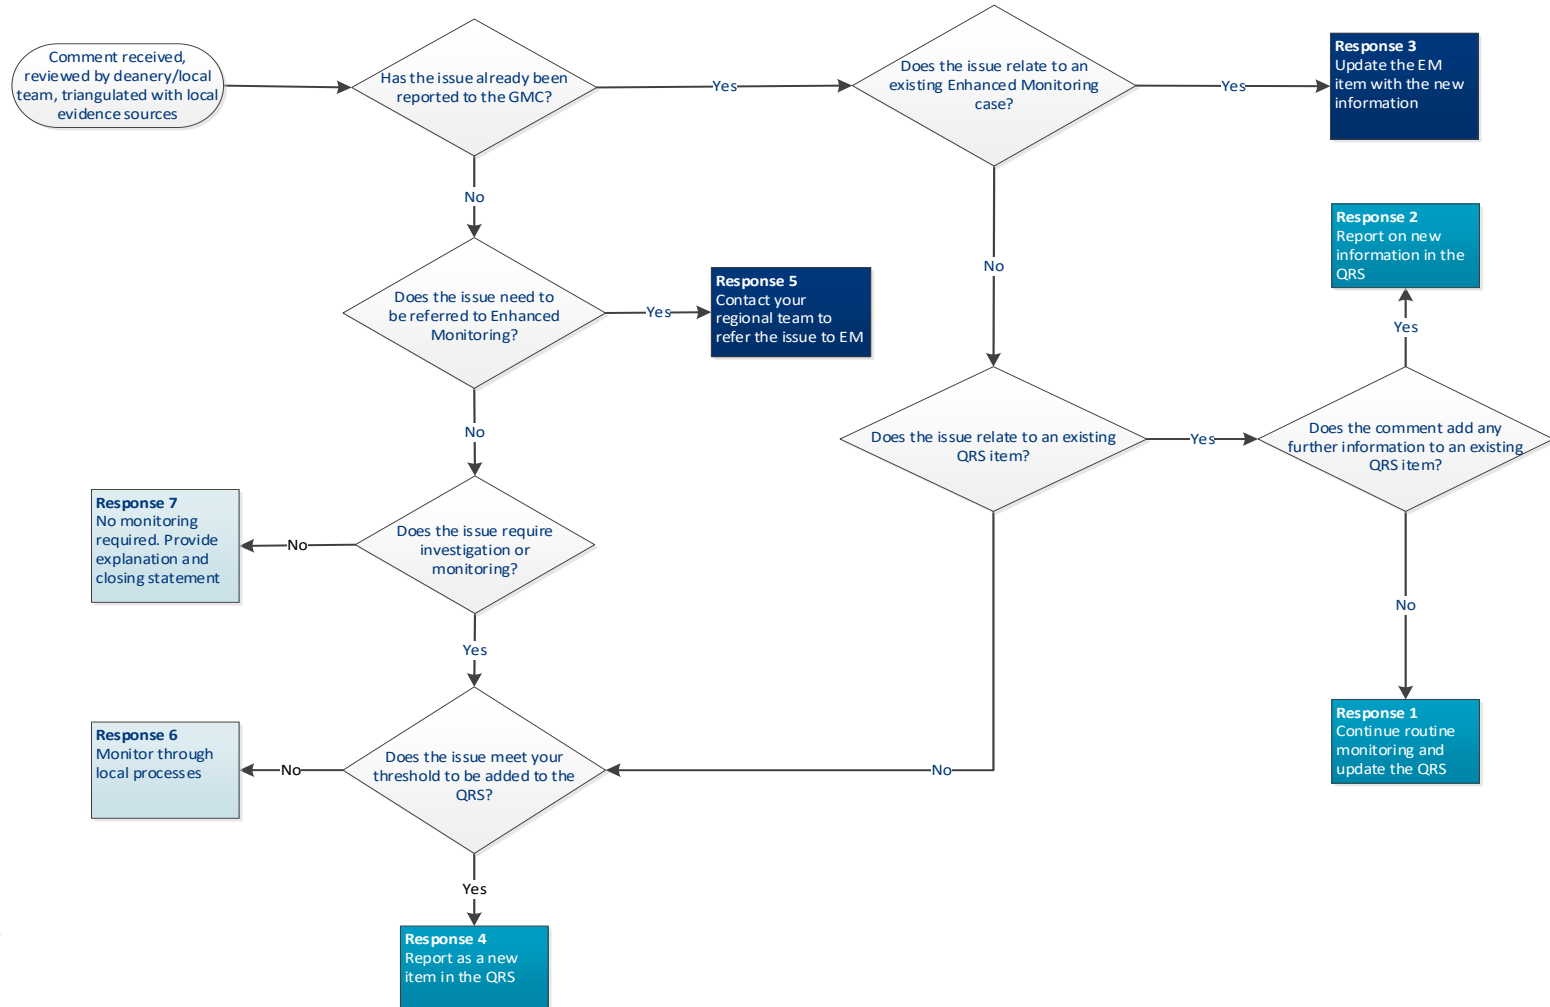 Comment received,
reviewed by deanery/local
team, triangulated with local
evidence sources
Has the issue already been
reported to the GMC?
Yes
Does the issue relate to an
existing Enhanced Monitoring
case?
Yes
Response 3
Update the EM
item with the new
information
No
No
Response 2
Report on new
information in the
QRS
Does the issue need to
be referred to Enhanced
Monitoring?
Yes
Response 5
Contact your
regional team to
refer the issue to EM
Yes
No
Does the issue relate to an existing
QRS item?
Yes
Does the comment add any
further information to an existing
QRS item?
Response 7
No monitoring
required. Provide
explanation and
closing statement
No
Does the issue require
investigation or
monitoring?
No
Yes
Response 6
Monitor through
local processes
No
Does the issue meet your
threshold to be added to the
QRS?
No
Response 1
Continue routine
monitoring and
update the QRS
Yes
Response 4
Report as a new
item in the QRS